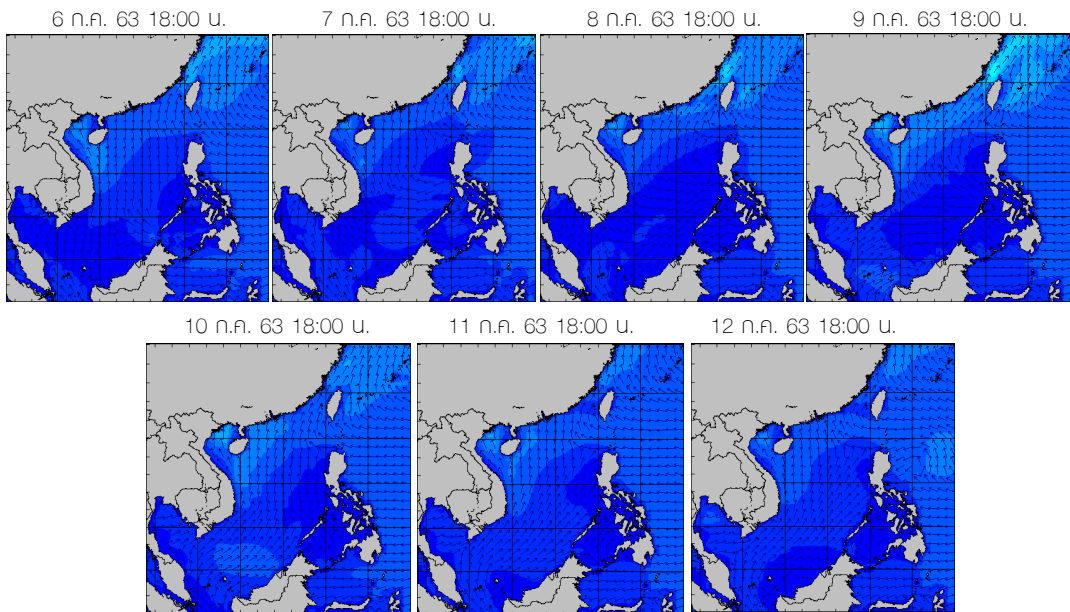 6 ก.ค. 63 18:00 น.
7 ก.ค. 63 18:00 น.
8 ก.ค. 63 18:00 น.
9 ก.ค. 63 18:00 น.
10 ก.ค. 63 18:00 น.
11 ก.ค. 63 18:00 น.
12 ก.ค. 63 18:00 น.